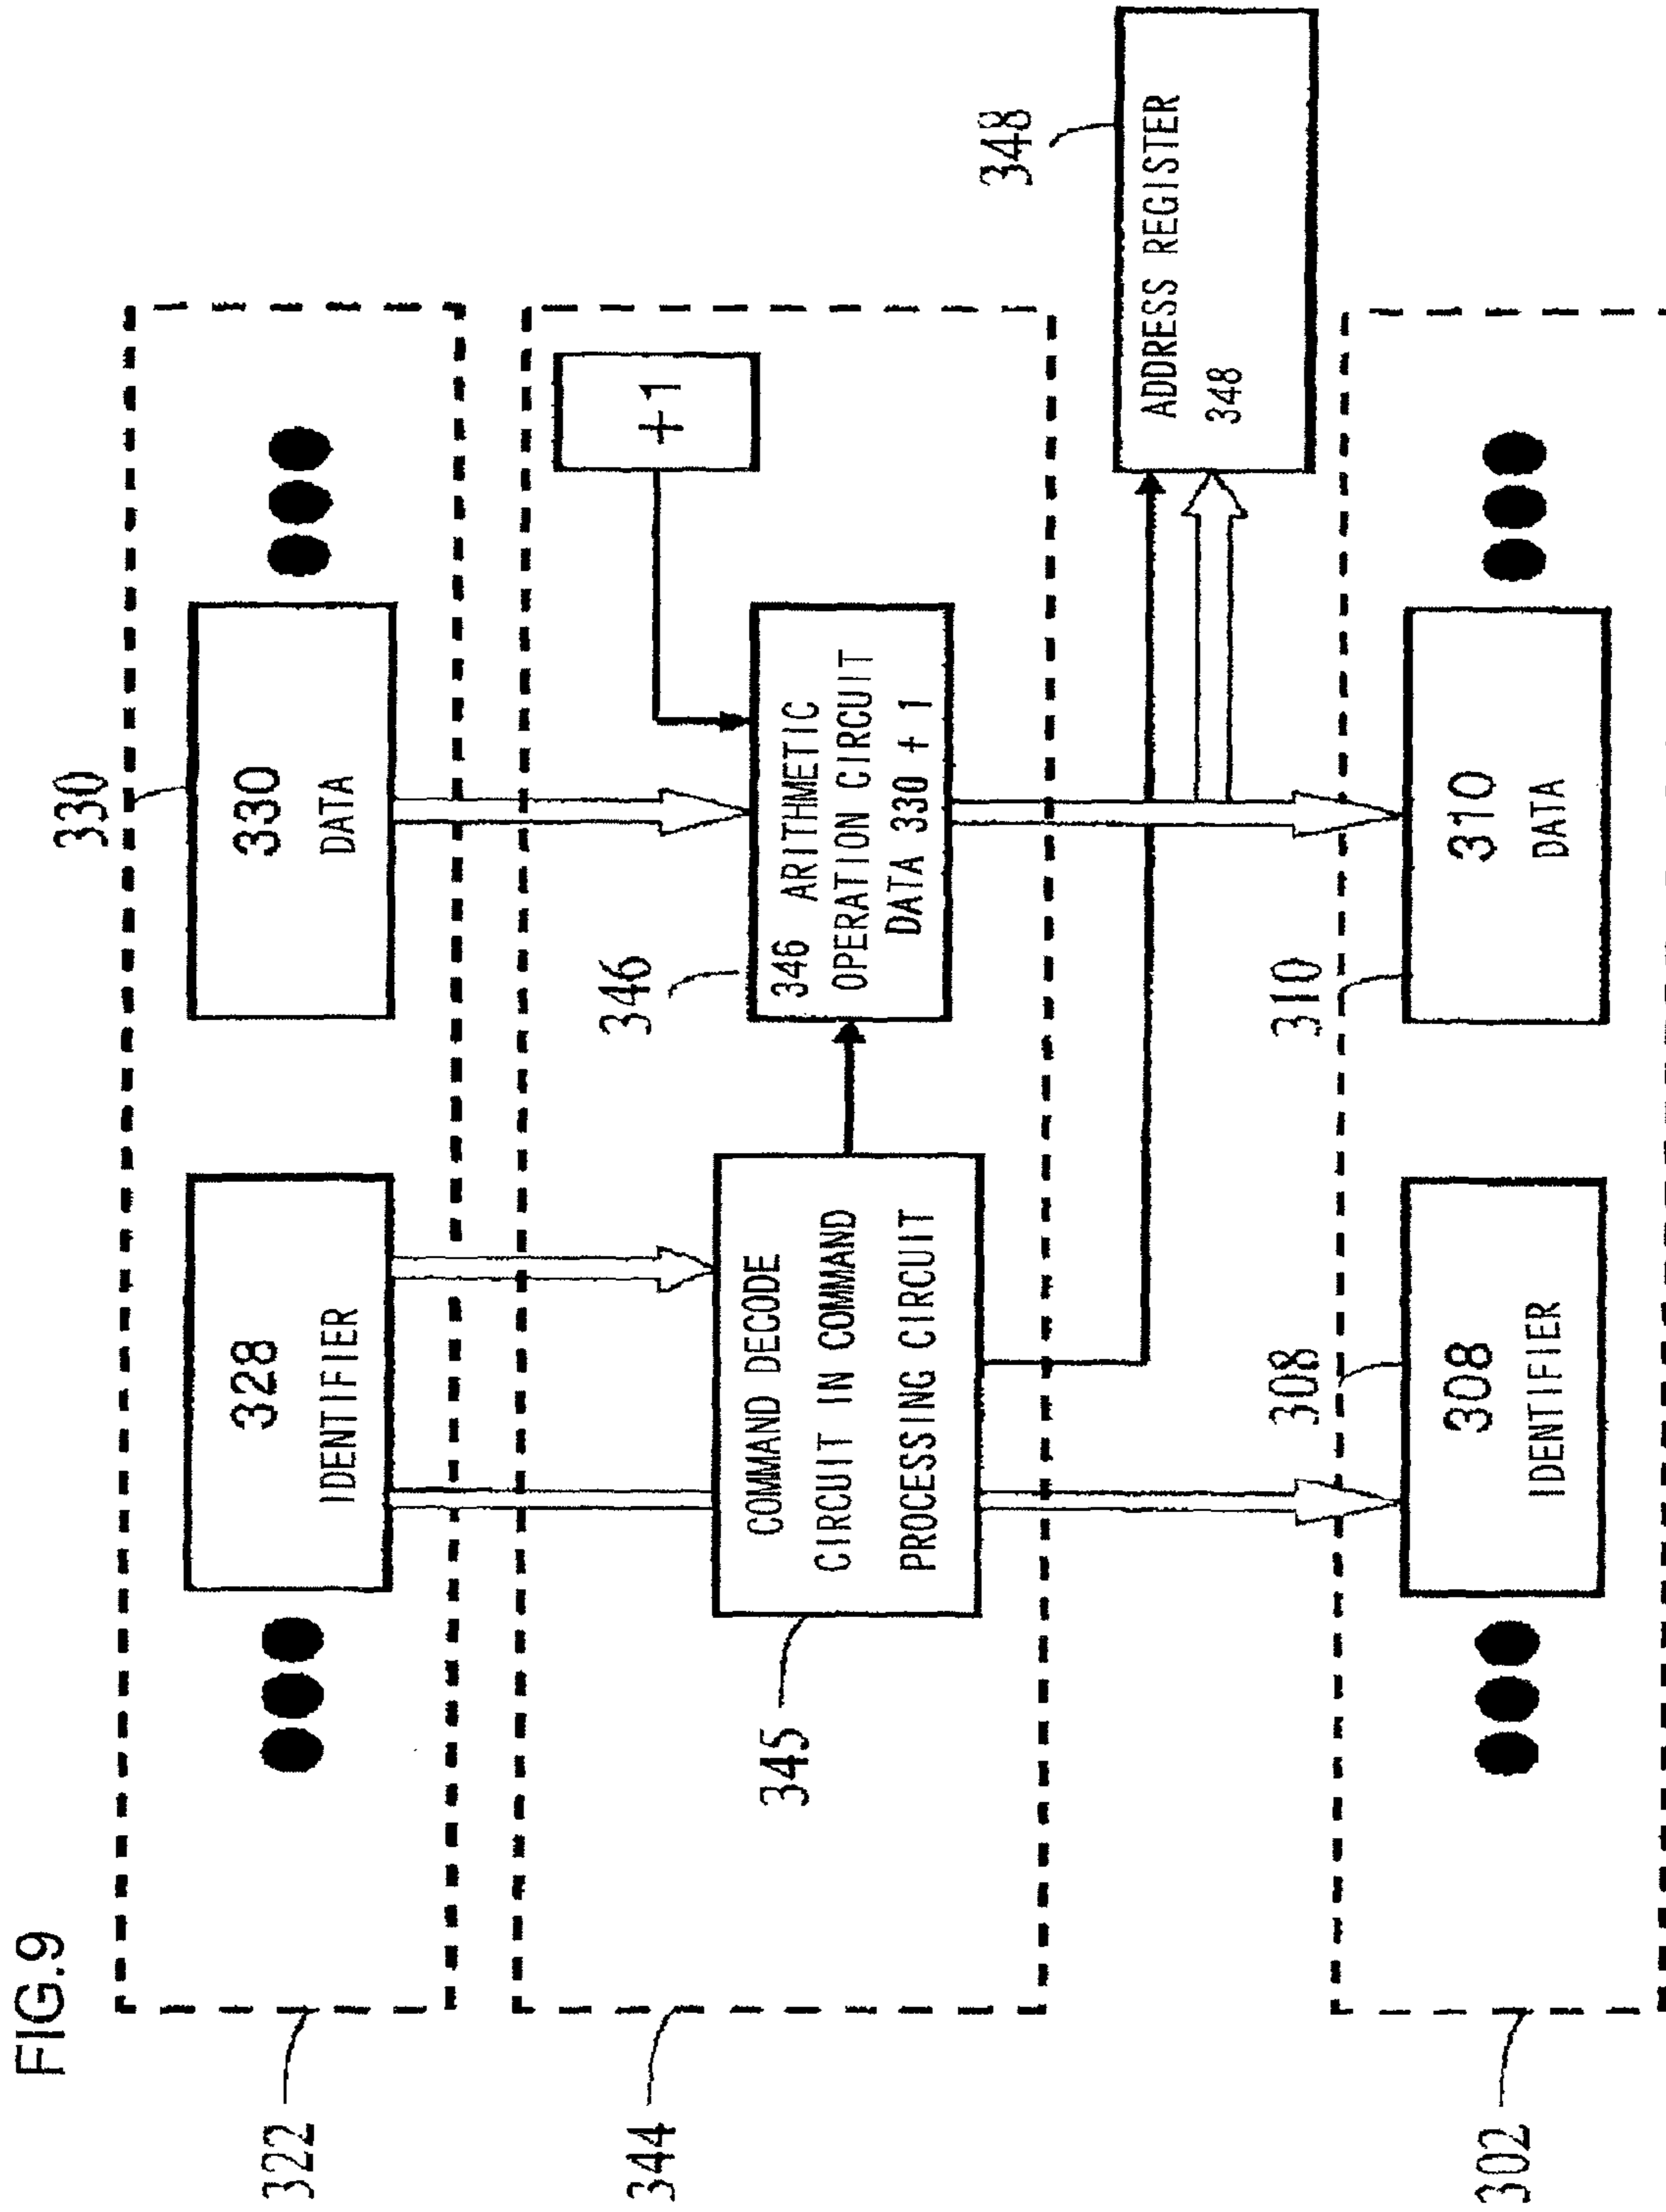 FIG.9
322
328
IDENTIFIER
330
330
DATA
344
345
COMMAND DECODE
CIRCUIT IN COMMAND
PROCESSING CIRCUIT
346
346 ARITHMETIC
OPERATION CIRCUIT
DATA 330 + 1
+1
348
ADDRESS REGISTER
348
302
308
308
IDENTIFIER
310
310
DATA